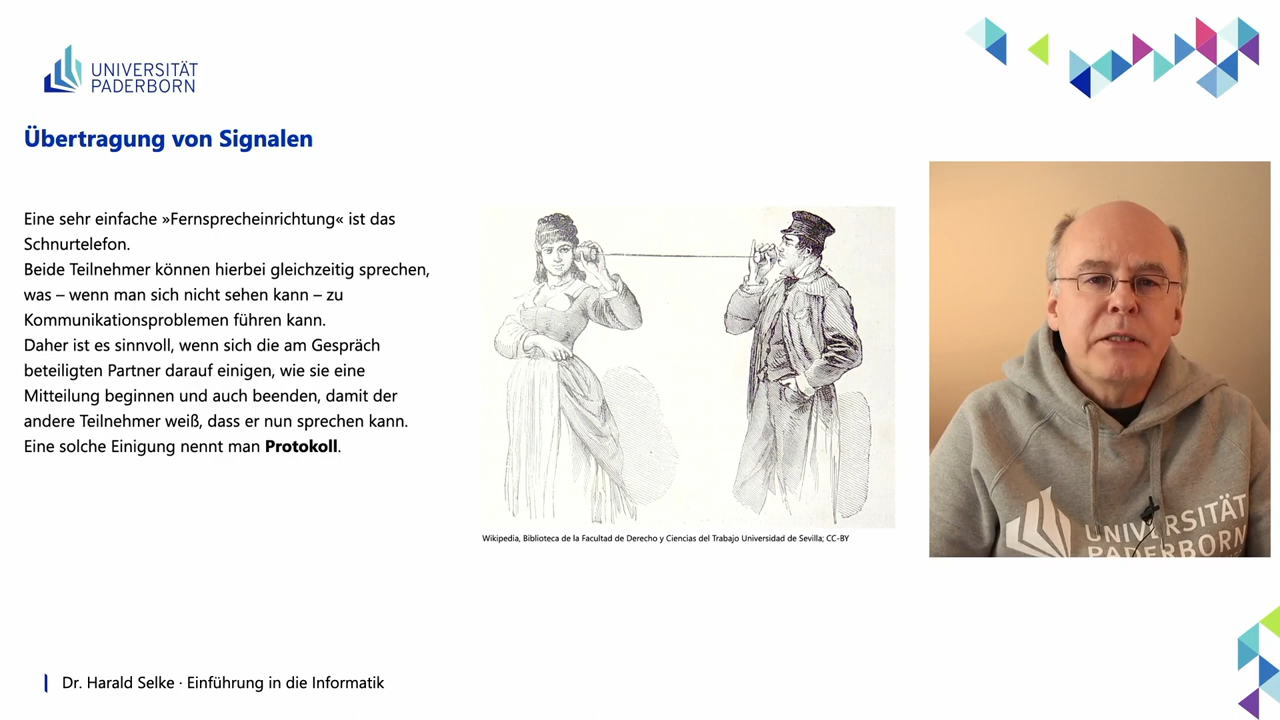 UNIVERSITÄT
PADERBORN
Übertragung von Signalen
Eine sehr einfache »Fernsprecheinrichtung« ist das
Schnurtelefon.
Beide Teilnehmer können hierbei gleichzeitig sprechen,
was – wenn man sich nicht sehen kann – zu
Kommunikationsproblemen führen kann.
Daher ist es sinnvoll, wenn sich die am Gespräch
beteiligten Partner darauf einigen, wie sie eine
Mitteilung beginnen und auch beenden, damit der
andere Teilnehmer weiß, dass er nun sprechen kann.
Eine solche Einigung nennt man Protokoll.
Wikipedia, Biblioteca de la Facultad de Derecho y Ciencias del Trabajo Universidad de Sevilla; CC-BY
UNIVERSITÄT
PADERBORN
Dr. Harald Selke · Einführung in die Informatik